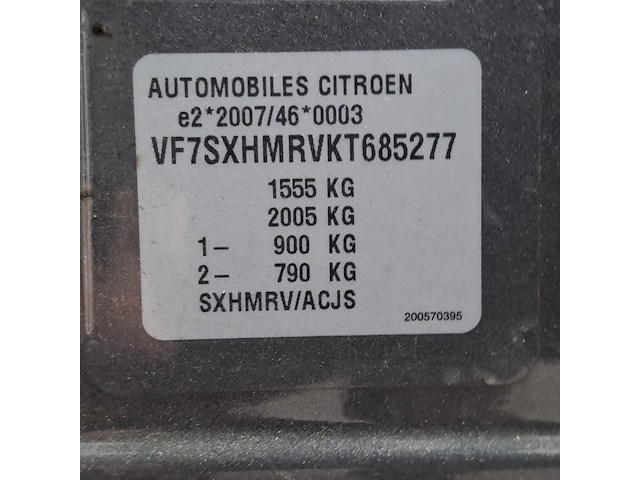 AUTOMOBILES CITROEN
e2*2007/46*0003
VF7SXHMRVKT685277
1555 KG
2005 KG
1- 900 KG
2- 790 KG
SXHMRV/ACJS
200570395